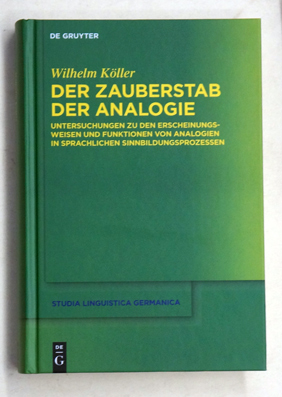 DE GRUYTER
Wilhelm Köller
DER ZAUBERSTAB
DER ANALOGIE
UNTERSUCHUNGEN ZU DEN ERSCHEINUNGS-
WEISEN UND FUNKTIONEN VON ANALOGIEN
IN SPRACHLICHEN SINNBILDUNGSPROZESSEN
STUDIA LINGUISTICA GERMANICA
DE
G